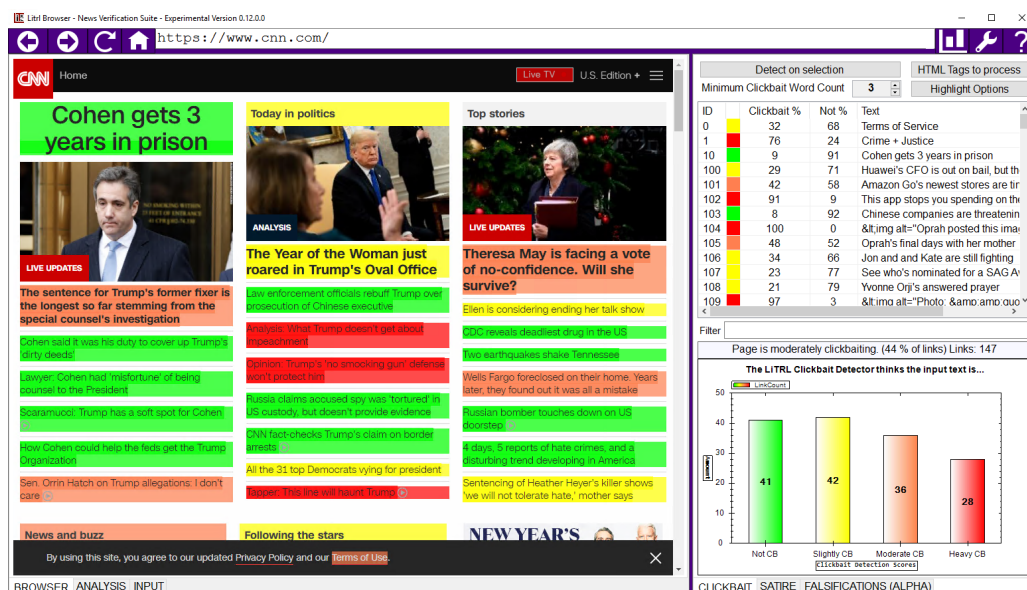 Litrl Browser - News Verification Suite - Experimental Version 0.12.0.0
https://www.cnn.com/
CNN
Home
Live TV
U.S. Edition +
Cohen gets 3
years in prison
LIVE UPDATES
The sentence for Trump's former fixer is
the longest so far stemming from the
special counsel's investigation
Cohen said it was his duty to cover up Trump's
'dirty deeds'
Lawyer: Cohen had 'misfortune' of being
counsel to the President
Scaramucci: Trump has a soft spot for Cohen
How Cohen could help the feds get the Trump
Organization
Sen. Orrin Hatch on Trump allegations: I don't
care
News and buzz
Today in politics
ANALYSIS
The Year of the Woman just
roared in Trump's Oval Office
Law enforcement officials rebuff Trump over
prosecution of Chinese executive
Analysis: What Trump doesn't get about
impeachment
Opinion: Trump's 'no smoking gun' defense
won't protect him
Russia claims accused spy was 'tortured' in
US custody, but doesn't provide evidence
CNN fact-checks Trump's claim on border
arrests
All the 31 top Democrats vying for president
Tapper: This line will haunt Trump
Following the stars
Top stories
LIVE UPDATES
Theresa May is facing a vote
of no-confidence. Will she
survive?
Ellen is considering ending her talk show
CDC reveals deadliest drug in the US
Two earthquakes shake Tennessee
Wells Fargo foreclosed on their home. Years
later, they found out it was all a mistake
Russian bomber touches down on US
doorstep
4 days, 5 reports of hate crimes, and a
disturbing trend developing in America
Sentencing of Heather Heyer's killer shows
'we will not tolerate hate,' mother says
NEW YEAR'S
By using this site, you agree to our updated Privacy Policy and our Terms of Use.
BROWSER ANALYSIS INPUT
Detect on selection
HTML Tags to process
Minimum Clickbait Word Count 3
Highlight Options
ID Clickbait % Not % Text
0 32 68 Terms of Service
1 76 24 Crime + Justice
10 9 91 Cohen gets 3 years in prison
100 29 71 Huawei's CFO is out on bail, but th
101 42 58 Amazon Go's newest stores are tin
102 91 9 This app stops you spending on the
103 8 92 Chinese companies are threatenin
104 100 0 &lt;img alt="Oprah posted this imag
105 48 52 Oprah's final days with her mother
106 34 66 Jon and and Kate are still fighting
107 23 77 See who's nominated for a SAG A
108 21 79 Yvonne Orji's answered prayer
109 97 3 &lt;img alt="Photo: &amp;amp;quo
Filter
Page is moderately clickbaiting. (44 % of links) Links: 147
The LiTRL Clickbait Detector thinks the input text is...
LinkCount
Amount
50
40
30
20
10
0
41
42
36
28
Not CB
Slightly CB
Moderate CB
Heavy CB
Clickbait Detection Scores
CLICKBAIT SATIRE FALSIFICATIONS (ALPHA)